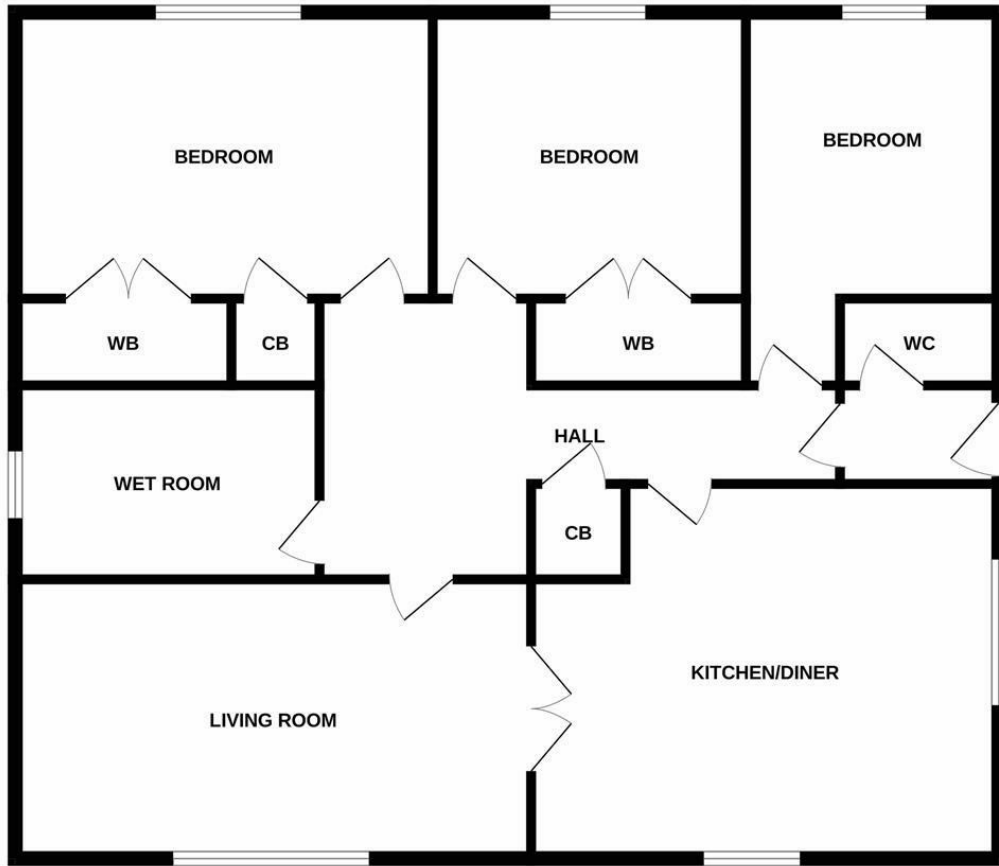 BEDROOM
BEDROOM
BEDROOM
WB
CB
WB
WC
HALL
WET ROOM
CB
KITCHEN/DINER
LIVING ROOM